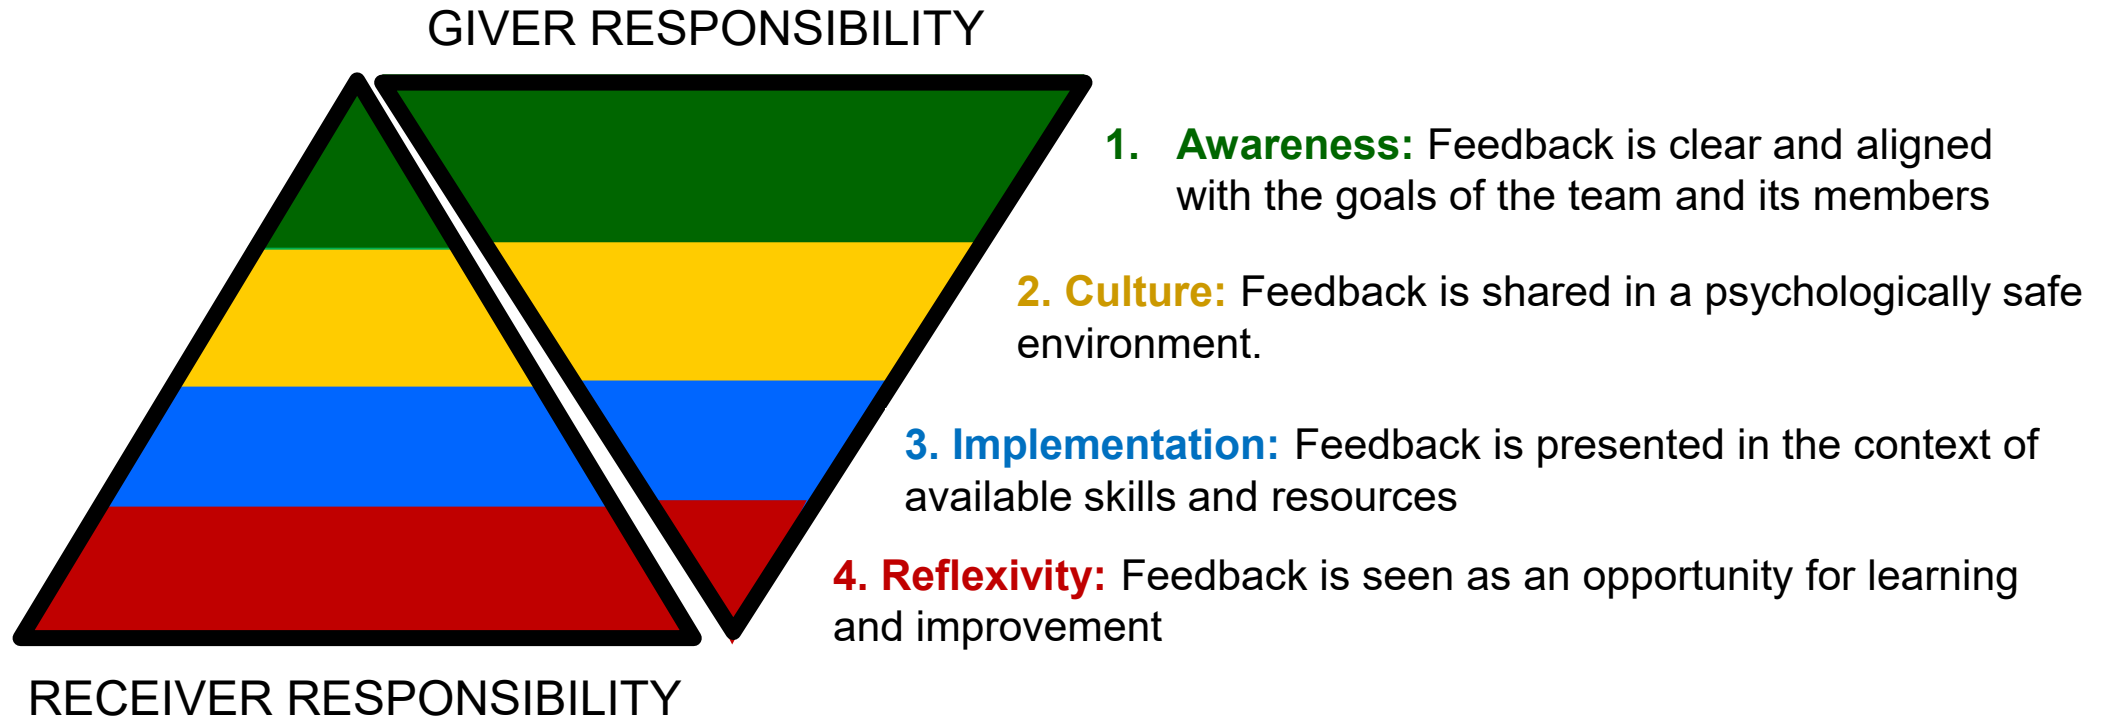 GIVER RESPONSIBILITY
1. Awareness: Feedback is clear and aligned
with the goals of the team and its members
2. Culture: Feedback is shared in a psychologically safe
environment.
3. Implementation: Feedback is presented in the context of
available skills and resources
4. Reflexivity: Feedback is seen as an opportunity for learning
and improvement
RECEIVER RESPONSIBILITY